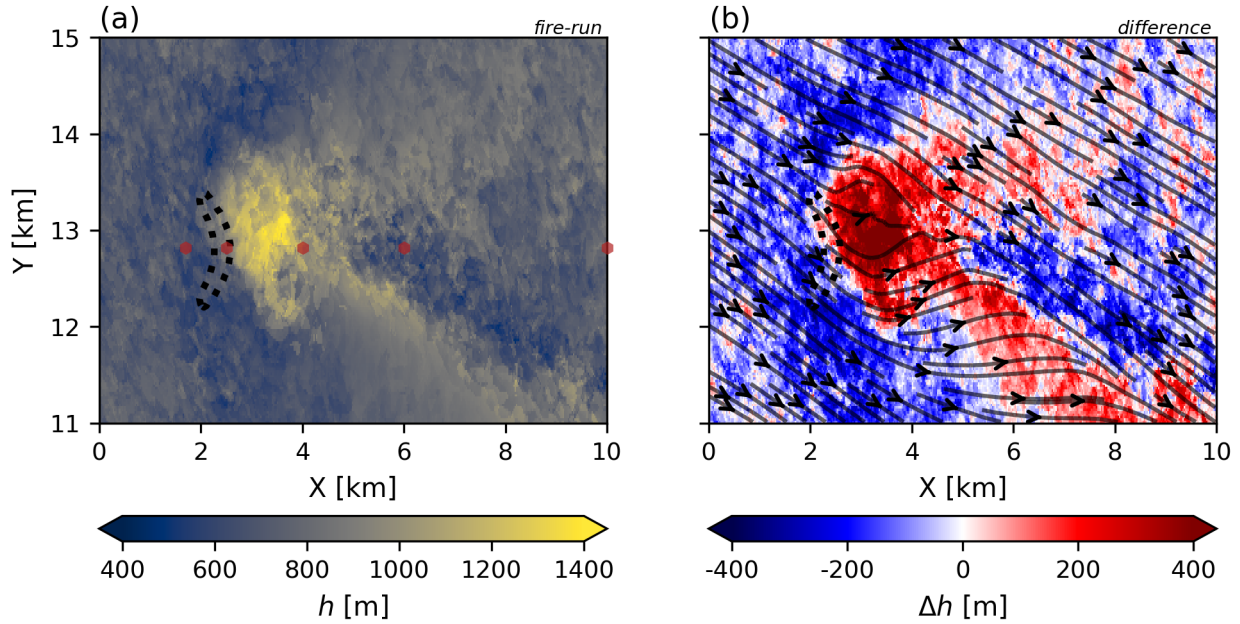 (a)
fire-run
(b)
difference
15
14
13
12
11
Y [km]
0 2 4 6 8 10
0 2 4 6 8 10
X [km]
X [km]
400 600 800 1000 1200 1400
-400 -200 0 200 400
h [m]
Δh [m]